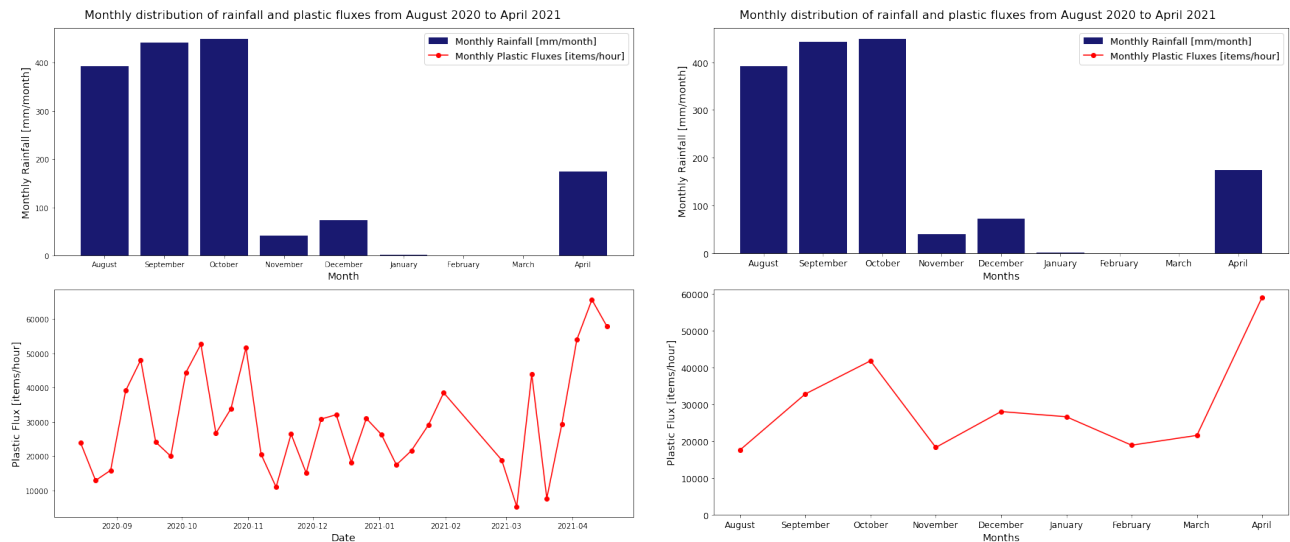 Monthly distribution of rainfall and plastic fluxes from August 2020 to April 2021
Monthly Rainfall [mm/month]
Monthly Plastic Fluxes [items/hour]
Monthly Rainfall [mm/month]
400
300
200
100
0
August September October November December January February March April
Month
Plastic Flux [items/hour]
60000
50000
40000
30000
20000
10000
2020-09 2020-10 2020-11 2020-12 2021-01 2021-02 2021-03 2021-04
Date
Monthly distribution of rainfall and plastic fluxes from August 2020 to April 2021
Monthly Rainfall [mm/month]
Monthly Plastic Fluxes [items/hour]
Monthly Rainfall [mm/month]
400
300
200
100
0
August September October November December January February March April
Months
Plastic Flux [items/hour]
60000
50000
40000
30000
20000
10000
0
August September October November December January February March April
Months